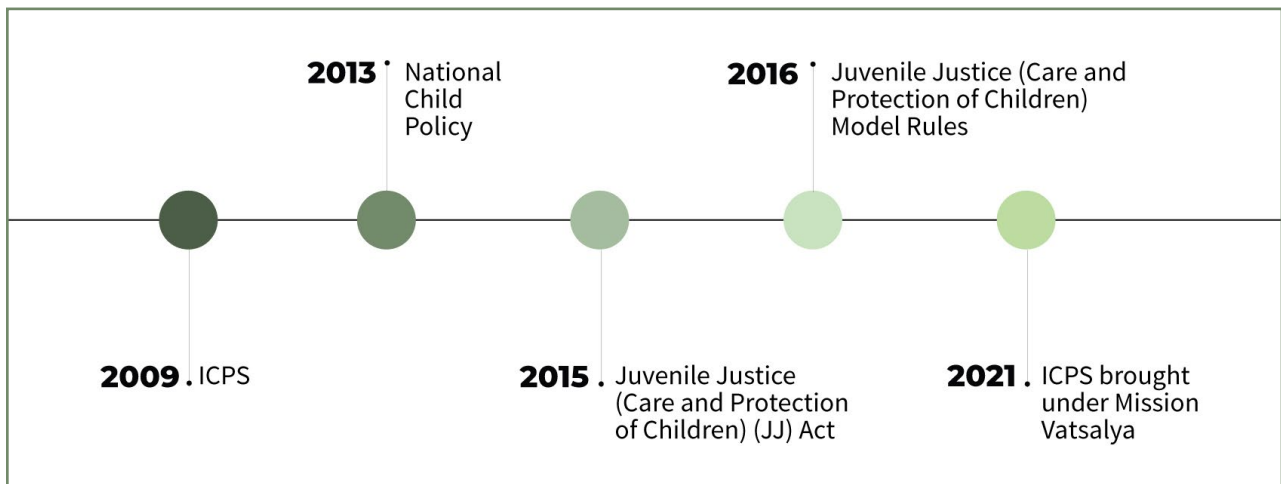 2013
National
Child
Policy
2016
Juvenile Justice (Care and
Protection of Children)
Model Rules
2009
ICPS
2015
Juvenile Justice
(Care and Protection
of Children) (JJ) Act
2021
ICPS brought
under Mission
Vatsalya